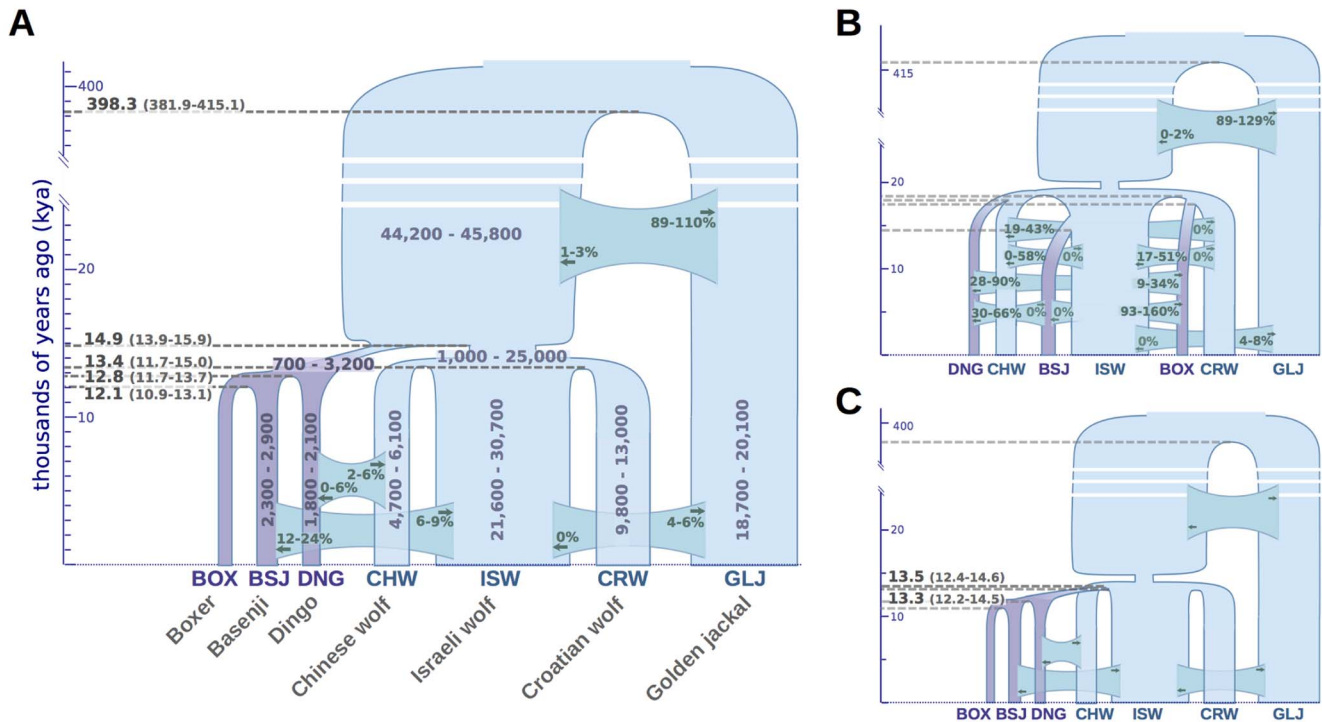 A
thousands of years ago (kya)
400
398.3 (381.9-415.1)
44,200 - 45,800
1-3%
89-110%
20
14.9 (13.9-15.9)
13.4 (11.7-15.0)
12.8 (11.7-13.7)
12.1 (10.9-13.1)
700 - 3,200
1,000 - 25,000
10
2,300 - 2,900
1,800 - 2,100
4,700 - 6,100
21,600 - 30,700
9,800 - 13,000
18,700 - 20,100
2-6%
0-6%
6-9%
12-24%
0%
4-6%
BOX BSJ DNG CHW ISW CRW GLJ
Boxer
Basenji
Dingo
Chinese wolf
Israeli wolf
Croatian wolf
Golden jackal
B
415
89-129%
0-2%
20
19-43% 0%
0-58% 0% 17-51% 0%
10
28-90% 9-34%
30-66% 0% 0% 93-160%
0% 4-8%
DNG CHW BSJ ISW BOX CRW GLJ
C
400
20
13.5 (12.4-14.6)
13.3 (12.2-14.5)
10
BOX BSJ DNG CHW ISW CRW GLJ